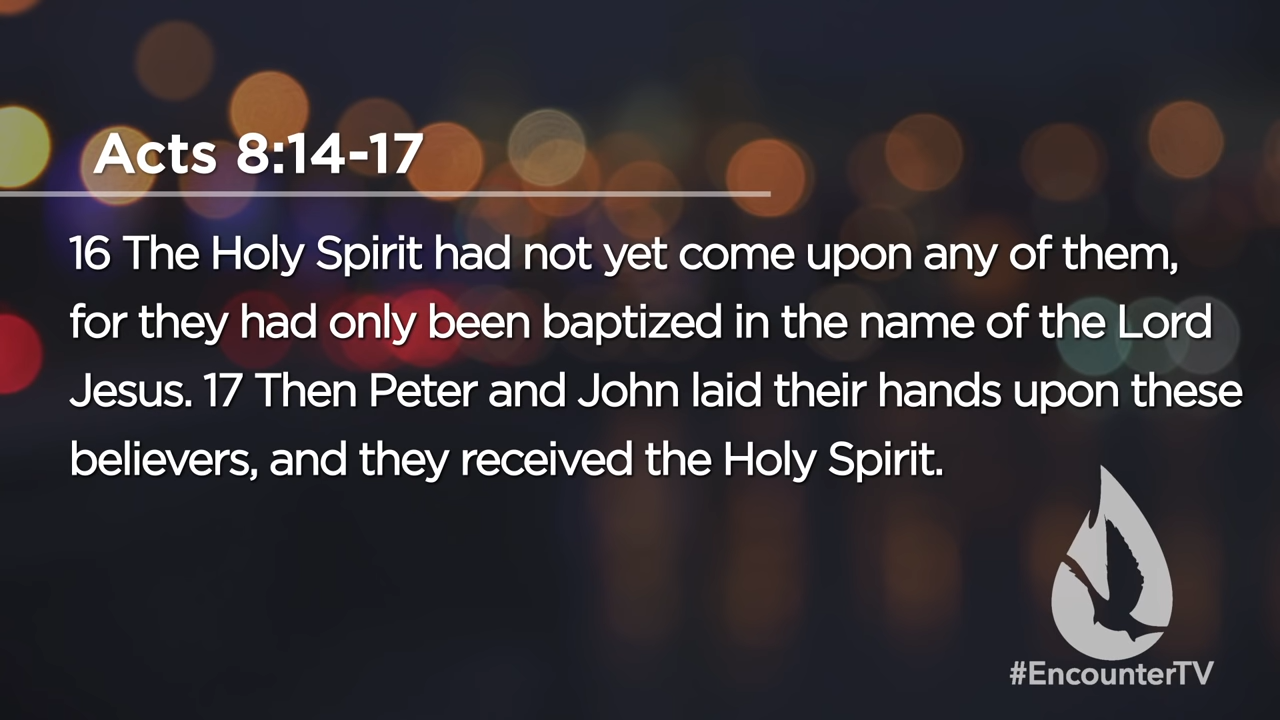 Acts 8:14-17
16 The Holy Spirit had not yet come upon any of them,
for they had only been baptized in the name of the Lord
Jesus. 17 Then Peter and John laid their hands upon these
believers, and they received the Holy Spirit.
#EncounterTV